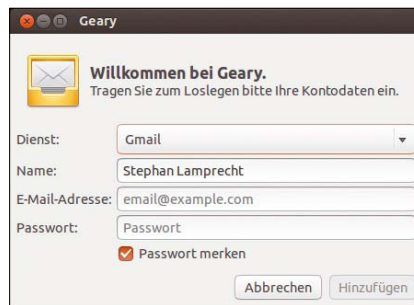 Geary
Willkommen bei Geary.
Tragen Sie zum Loslegen bitte Ihre Kontodaten ein.
Dienst: Gmail
Name: Stephan Lamprecht
E-Mail-Adresse: email@example.com
Passwort: Passwort
Passwort merken
Abbrechen Hinzufügen